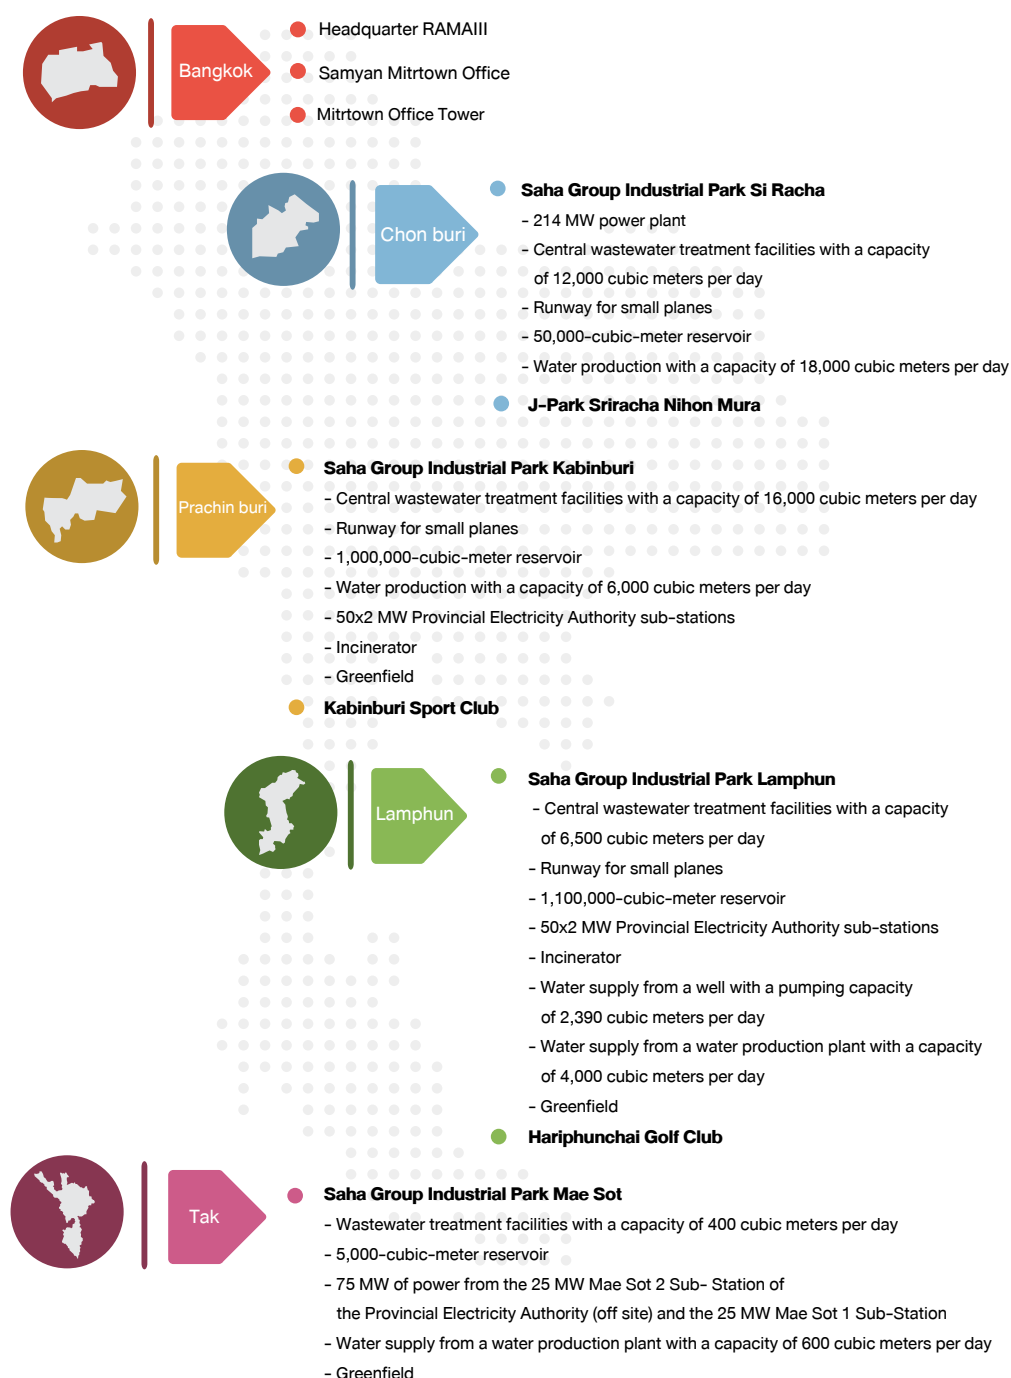 Bangkok
Headquarter RAMAIII
Samyan Mitrtown Office
Mitrtown Office Tower
Chon buri
Saha Group Industrial Park Si Racha
- 214 MW power plant
- Central wastewater treatment facilities with a capacity
of 12,000 cubic meters per day
- Runway for small planes
- 50,000-cubic-meter reservoir
- Water production with a capacity of 18,000 cubic meters per day
J-Park Sriracha Nihon Mura
Prachin buri
Saha Group Industrial Park Kabinburi
- Central wastewater treatment facilities with a capacity of 16,000 cubic meters per day
- Runway for small planes
- 1,000,000-cubic-meter reservoir
- Water production with a capacity of 6,000 cubic meters per day
- 50x2 MW Provincial Electricity Authority sub-stations
- Incinerator
- Greenfield
Kabinburi Sport Club
Lamphun
Saha Group Industrial Park Lamphun
- Central wastewater treatment facilities with a capacity
of 6,500 cubic meters per day
- Runway for small planes
- 1,100,000-cubic-meter reservoir
- 50x2 MW Provincial Electricity Authority sub-stations
- Incinerator
- Water supply from a well with a pumping capacity
of 2,390 cubic meters per day
- Water supply from a water production plant with a capacity
of 4,000 cubic meters per day
- Greenfield
Hariphunchai Golf Club
Tak
Saha Group Industrial Park Mae Sot
- Wastewater treatment facilities with a capacity of 400 cubic meters per day
- 5,000-cubic-meter reservoir
- 75 MW of power from the 25 MW Mae Sot 2 Sub- Station of
the Provincial Electricity Authority (off site) and the 25 MW Mae Sot 1 Sub-Station
- Water supply from a water production plant with a capacity of 600 cubic meters per day
- Greenfield